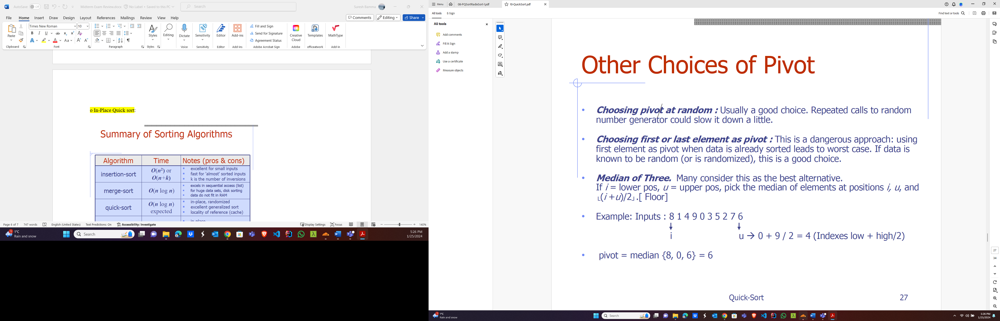 AutoSave Off Midterm Exam Review.docx No Label • Saved to this PC Search Suresh Bamma
File Home Insert Draw Design Layout References Mailings Review View Help Comments Editing Share
Times New Roman 10
Paste
B I U ab x₂ x²
A A Aa A A
Styles Editing Dictate Sensitivity Editor Add-ins
Fill and Sign
Send for Signature
Agreement Status
Creative Cloud Templates MathType
Clipboard Font Paragraph Styles Voice Sensitivity Editor Add-ins Adobe Acrobat Sign Adobe officeatwork Add-in
o In-Place Quick sort:
Summary of Sorting Algorithms
Algorithm Time Notes (pros & cons)
insertion-sort O(n²) or O(n+k)
▪ excellent for small inputs
▪ fast for 'almost' sorted inputs
▪ k is the number of inversions
merge-sort O(n log n)
▪ excels in sequential access (list)
▪ for huge data sets, disk sorting
▪ data do not fit in RAM
quick-sort O(n log n) expected
▪ in-place, randomized
▪ excellent generalized sort
▪ locality of reference (cache)
Page 6 of 7 747 words English (United States) Text Predictions: On Accessibility: Investigate Display Settings Focus 140%
1 1°C
Rain and snow
Search
5:26 PM
1/25/2024
Menu 08-PQSortRadixSort-1.pdf 10-QuickSort.pdf
All tools E-Sign Find text or tools
All tools
Add comments
Fill & Sign
Add a stamp
Use a certificate
Measure objects
Other Choices of Pivot
• Choosing pivot at random : Usually a good choice. Repeated calls to random
number generator could slow it down a little.
• Choosing first or last element as pivot : This is a dangerous approach: using
first element as pivot when data is already sorted leads to worst case. If data is
known to be random (or is randomized), this is a good choice.
• Median of Three. Many consider this as the best alternative.
If i = lower pos, u = upper pos, pick the median of elements at positions i, u, and
⌞(i +u)/2⌟.[ Floor]
• Example: Inputs : 8 1 4 9 0 3 5 2 7 6
i u → 0 + 9 / 2 = 4 (Indexes low + high/2)
• pivot = median {8, 0, 6} = 6
Quick-Sort 27
27
34
1 1°C
Rain and snow
Search
5:26 PM
1/25/2024